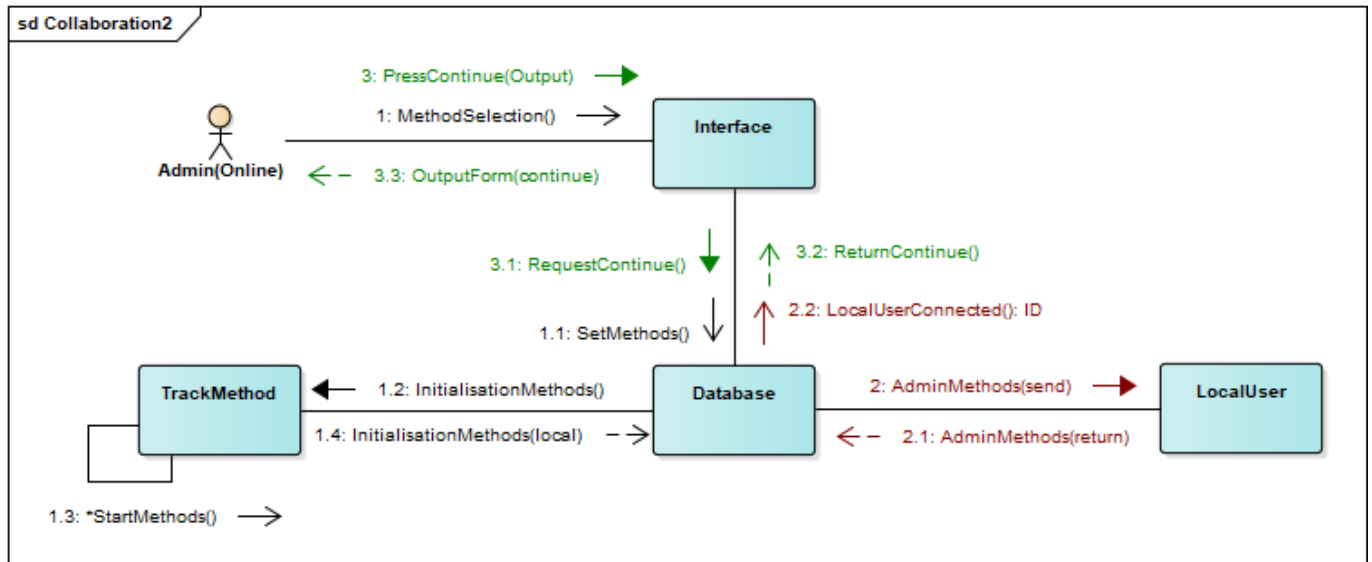 sd Collaboration2
3: PressContinue(Output)
1: MethodSelection()
Interface
Admin(Online)
3.3: OutputForm(continue)
3.1: RequestContinue()
3.2: ReturnContinue()
2.2: LocalUserConnected(): ID
1.1: SetMethods()
TrackMethod
1.2: InitialisationMethods()
Database
2: AdminMethods(send)
LocalUser
1.4: InitialisationMethods(local)
2.1: AdminMethods(return)
1.3: *StartMethods()